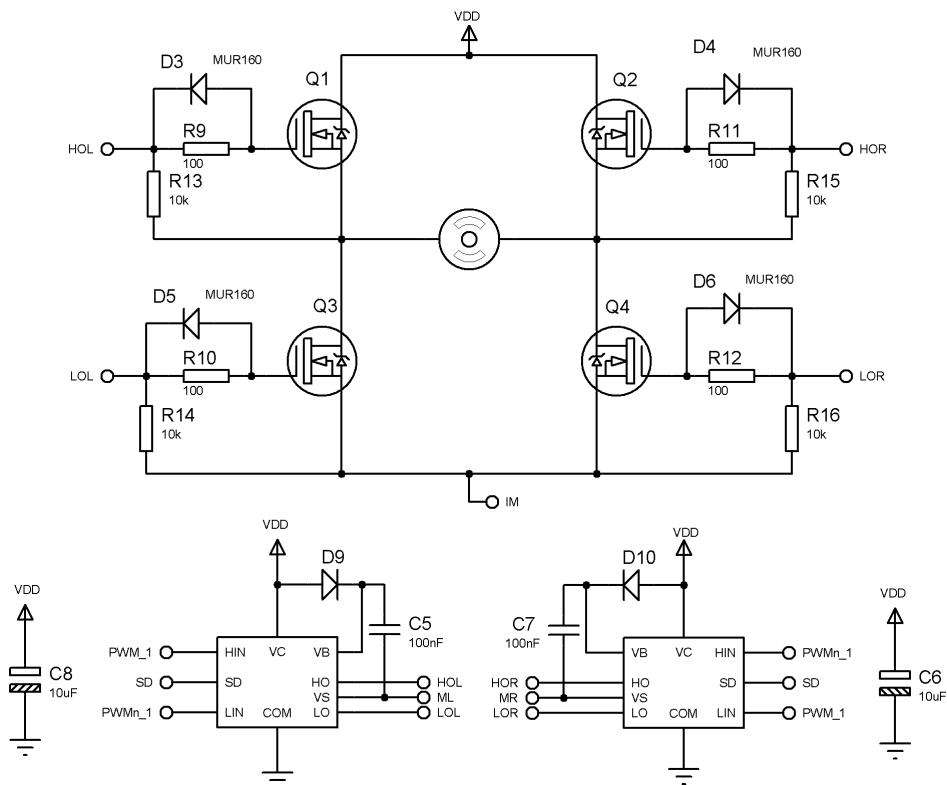 VDD
D3 MUR160
D4 MUR160
Q1
Q2
R9
100
R11
100
HOL
HOR
R13
10k
R15
10k
D5 MUR160
D6 MUR160
Q3
Q4
R10
100
R12
100
LOL
LOR
R14
10k
R16
10k
IM
VDD
D9
VDD
D10
VDD
C8
10uF
C5
100nF
C7
100nF
VDD
C6
10uF
PWM_1
HIN
VC
VB
SD
SD
HO
HOL
VS
ML
PWMn_1
LIN
COM
LO
LOL
VB
VC
HIN
PWMn_1
HOR
HO
SD
SD
MR
VS
LOR
LO
COM
LIN
PWM_1